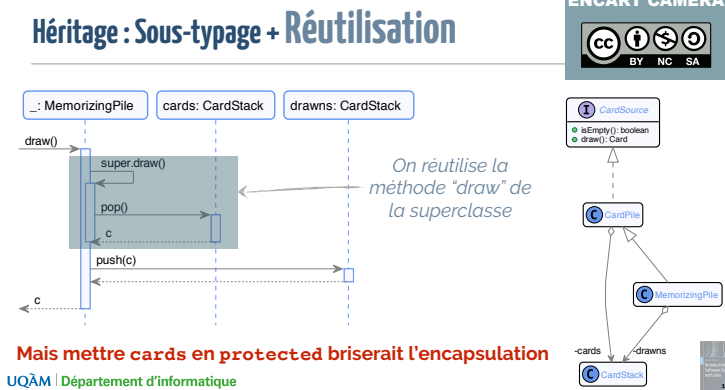 ENCART CAMERA
Héritage : Sous-typage + Réutilisation
cc
BY NC SA
_: MemorizingPile
cards: CardStack
drawns: CardStack
draw()
super.draw()
pop()
c
push(c)
c
On réutilise la
méthode “draw” de
la superclasse
I CardSource
isEmpty(): boolean
draw(): Card
C CardPile
C MemorizingPile
-cards
-drawns
C CardStack
Mais mettre cards en protected briserait l'encapsulation
UQÀM Département d'informatique